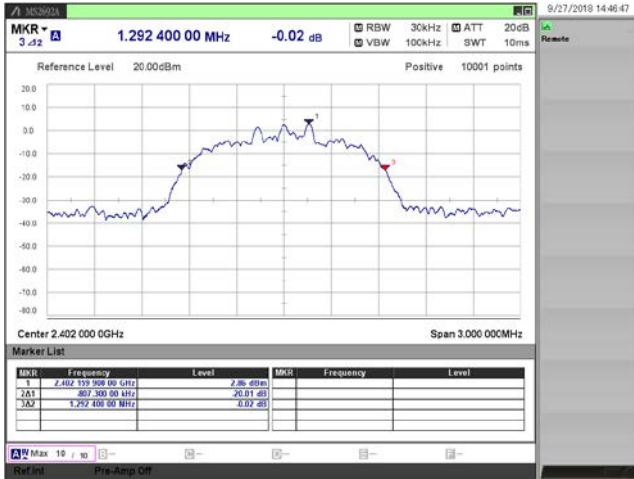 MS2692A
9/27/2018 14:46:47
MKR
3 Δ2
1.292 400 00 MHz
-0.02 dB
RBW 30kHz
VBW 100kHz
ATT 20dB
SWT 10ms
Remote
Reference Level 20.00dBm
Positive 10001 points
20.0
10.0
0.0
-10.0
-20.0
-30.0
-40.0
-50.0
-60.0
-70.0
-80.0
1
3
Center 2.402 000 0GHz
Span 3.000 000MHz
Marker List
MKR Frequency Level MKR Frequency Level
1 2.402 199 900 00 GHz 2.86 dBm
2Δ1 -807.300 00 kHz -20.01 dB
3Δ2 1.292 400 00 MHz -0.02 dB
Max 10 / 10
Ref.Int Pre-Amp Off